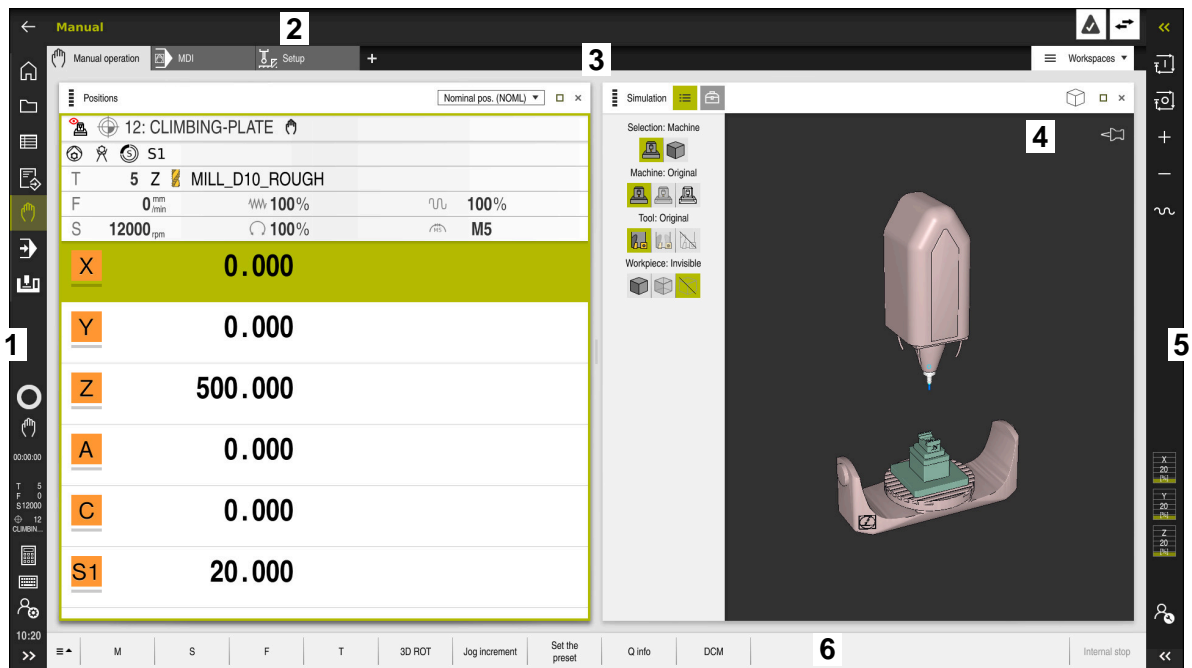 Manual
2
Manual operation
MDI
Setup
+
3
Workspaces
Positions
Nominal pos. (NOML)
Simulation
4
12: CLIMBING-PLATE
S1
T 5 Z MILL_D10_ROUGH
F 0 mm/min 100% 100%
S 12000 rpm 100% M5
X 0.000
Y 0.000
Z 500.000
A 0.000
C 0.000
S1 20.000
Selection: Machine
Machine: Original
Tool: Original
Workpiece: Invisible
1
00:00:00
T 5
F 0
S 12000
12
CLIMBIN...
10:20
5
X
20
[%]
Y
20
[%]
Z
20
[%]
M
S
F
T
3D ROT
Jog increment
Set the
preset
Q info
DCM
6
Internal stop